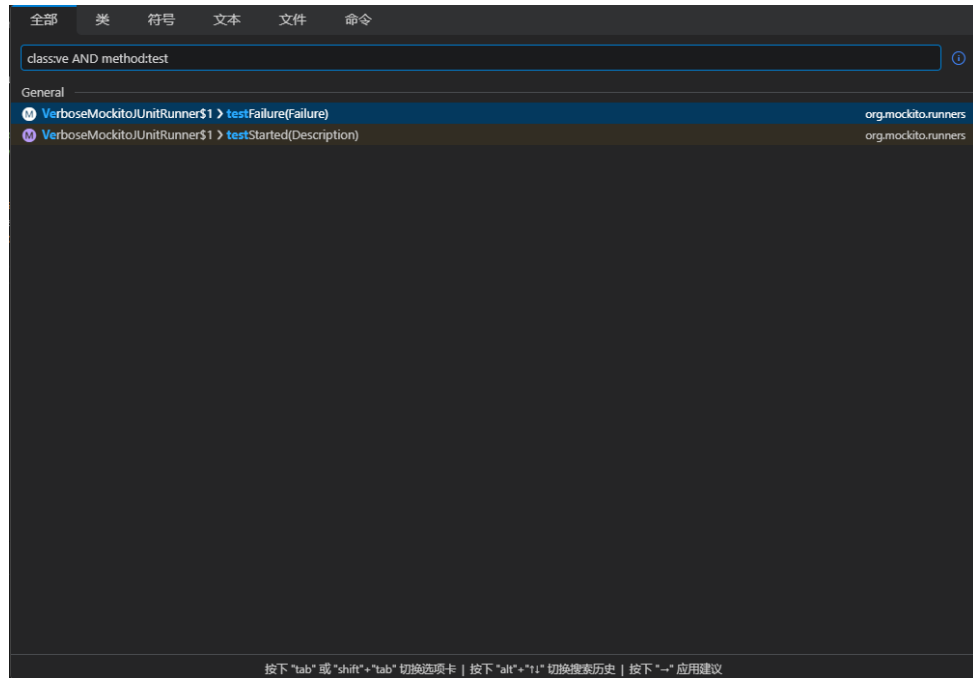 全部 类 符号 文本 文件 命令
class:ve AND method:test
General
M VerboseMockitoJUnitRunner$1 ❯ testFailure(Failure) org.mockito.runners
M VerboseMockitoJUnitRunner$1 ❯ testStarted(Description) org.mockito.runners
按下 "tab" 或 "shift"+"tab" 切换选项卡 | 按下 "alt"+"↑↓" 切换搜索历史 | 按下 "→" 应用建议